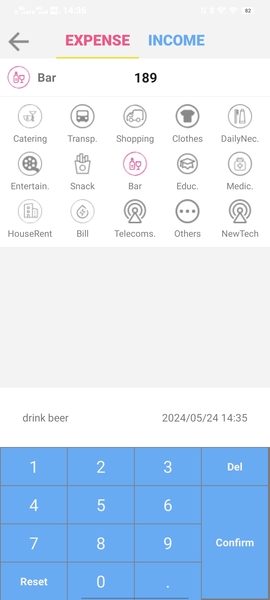 14:36
82
EXPENSE INCOME
Bar 189
Catering Transp. Shopping Clothes DailyNec.
Entertain. Snack Bar Educ. Medic.
HouseRent Bill Telecoms. Others NewTech
drink beer 2024/05/24 14:35
1 2 3 Del
4 5 6
Confirm
7 8 9
Reset 0 .